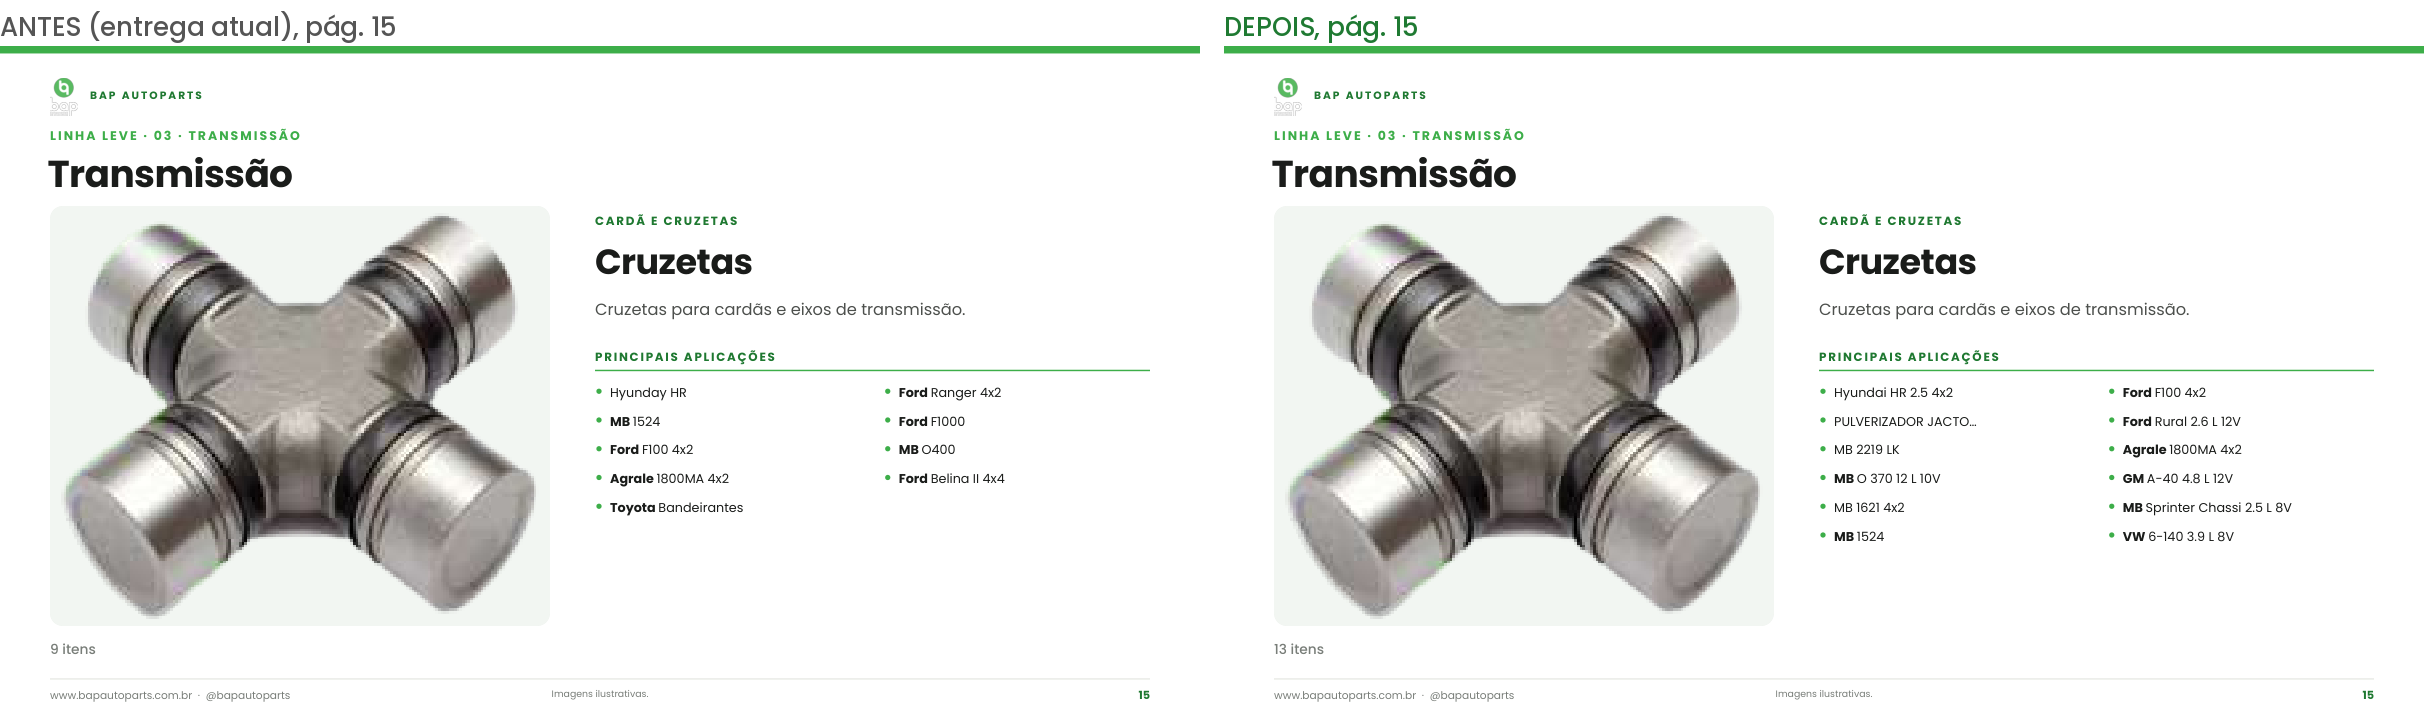 ANTES (entrega atual), pág. 15
bap
BAP AUTOPARTS
LINHA LEVE · 03 · TRANSMISSÃO
Transmissão
CARDÃ E CRUZETAS
Cruzetas
Cruzetas para cardãs e eixos de transmissão.
PRINCIPAIS APLICAÇÕES
• Hyunday HR
• MB 1524
• Ford F100 4x2
• Agrale 1800MA 4x2
• Toyota Bandeirantes
• Ford Ranger 4x2
• Ford F1000
• MB O400
• Ford Belina II 4x4
9 itens
www.bapautoparts.com.br · @bapautoparts
Imagens ilustrativas.
15
DEPOIS, pág. 15
bap
BAP AUTOPARTS
LINHA LEVE · 03 · TRANSMISSÃO
Transmissão
CARDÃ E CRUZETAS
Cruzetas
Cruzetas para cardãs e eixos de transmissão.
PRINCIPAIS APLICAÇÕES
• Hyundai HR 2.5 4x2
• PULVERIZADOR JACTO…
• MB 2219 LK
• MB O 370 12 L 10V
• MB 1621 4x2
• MB 1524
• Ford F100 4x2
• Ford Rural 2.6 L 12V
• Agrale 1800MA 4x2
• GM A-40 4.8 L 12V
• MB Sprinter Chassi 2.5 L 8V
• VW 6-140 3.9 L 8V
13 itens
www.bapautoparts.com.br · @bapautoparts
Imagens ilustrativas.
15